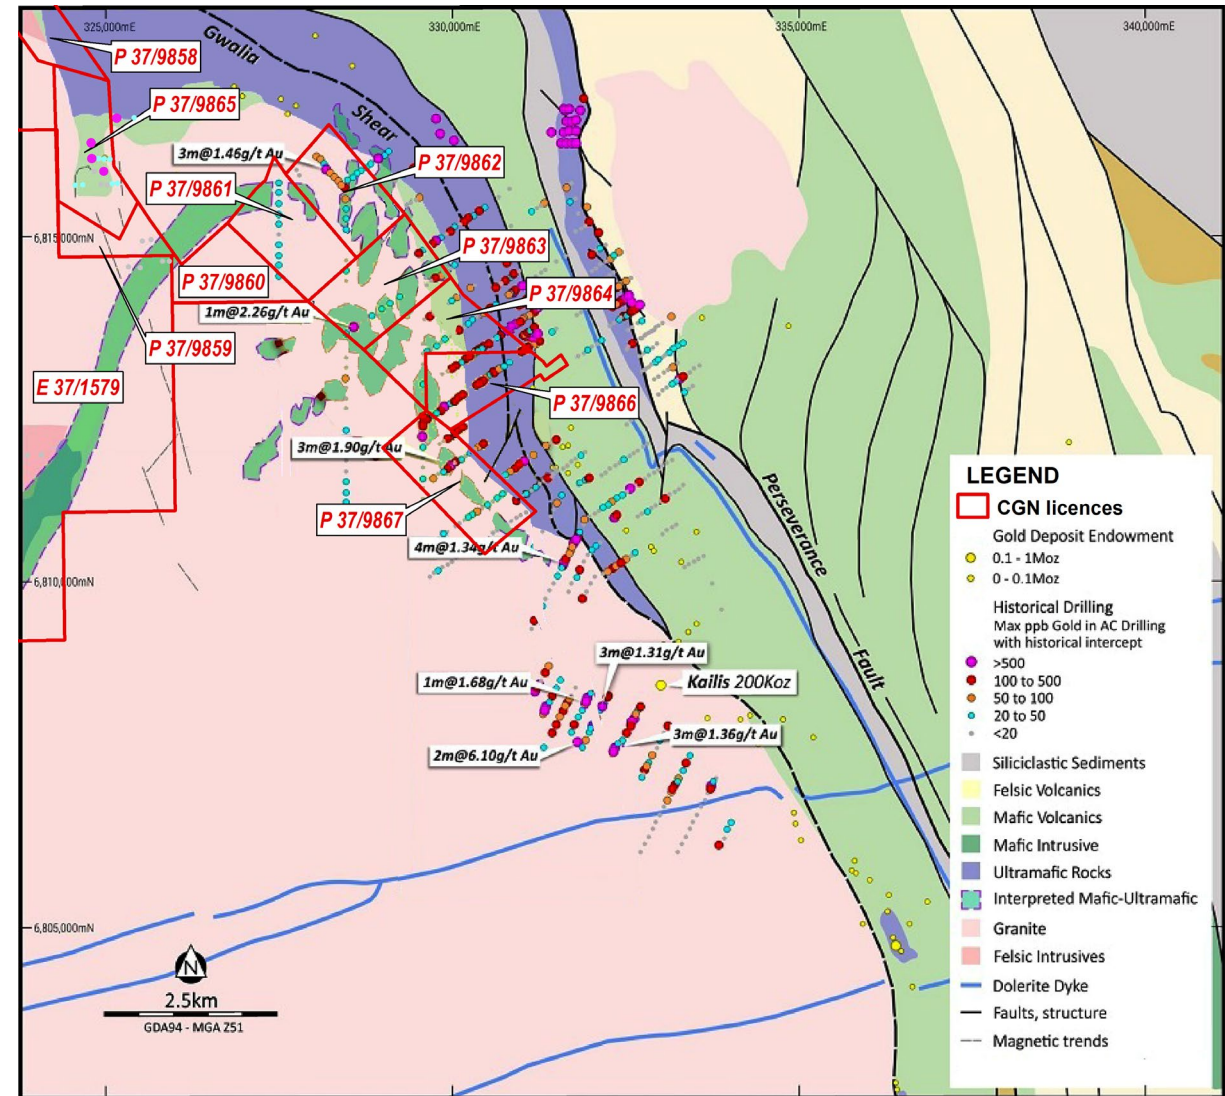 325,000mE
330,000mE
335,000mE
340,000mE
Gwalia
Shear
P 37/9858
P 37/9865
3m@1.46g/t Au
P 37/9862
P 37/9861
6,815,000mN
P 37/9863
P 37/9860
P 37/9864
1m@2.26g/t Au
P 37/9859
E 37/1579
P 37/9866
3m@1.90g/t Au
P 37/9867
4m@1.34g/t Au
Perseverance
Fault
6,810,000mN
3m@1.31g/t Au
1m@1.68g/t Au
Kailis 200Koz
3m@1.36g/t Au
2m@6.10g/t Au
6,805,000mN
N
2.5km
GDA94 - MGA Z51
LEGEND
CGN licences
Gold Deposit Endowment
0.1 - 1Moz
0 - 0.1Moz
Historical Drilling
Max ppb Gold in AC Drilling
with historical intercept
>500
100 to 500
50 to 100
20 to 50
<20
Siliciclastic Sediments
Felsic Volcanics
Mafic Volcanics
Mafic Intrusive
Ultramafic Rocks
Interpreted Mafic-Ultramafic
Granite
Felsic Intrusives
Dolerite Dyke
Faults, structure
Magnetic trends